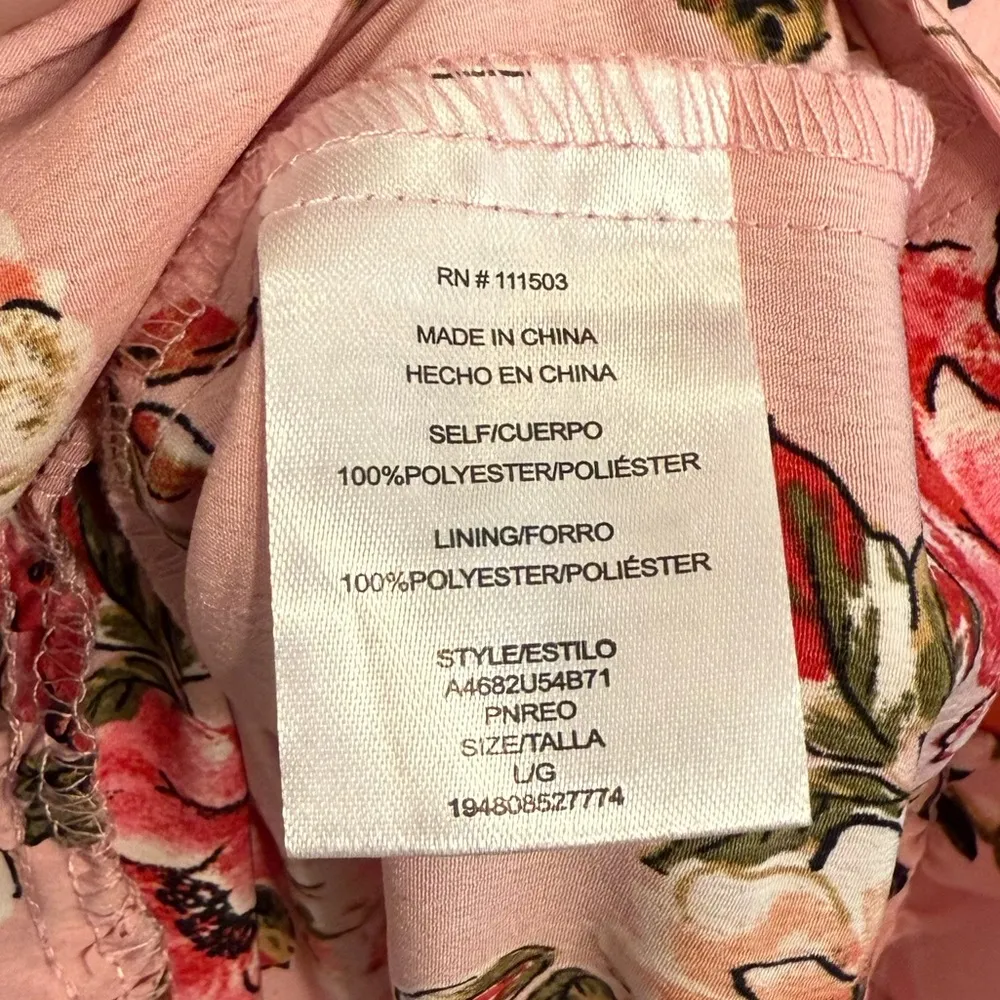 RN # 111503
MADE IN CHINA
HECHO EN CHINA
SELF/CUERPO
100%POLYESTER/POLIÉSTER
LINING/FORRO
100%POLYESTER/POLIÉSTER
STYLE/ESTILO
A4682U54B71
PNREO
SIZE/TALLA
L/G
194808527774